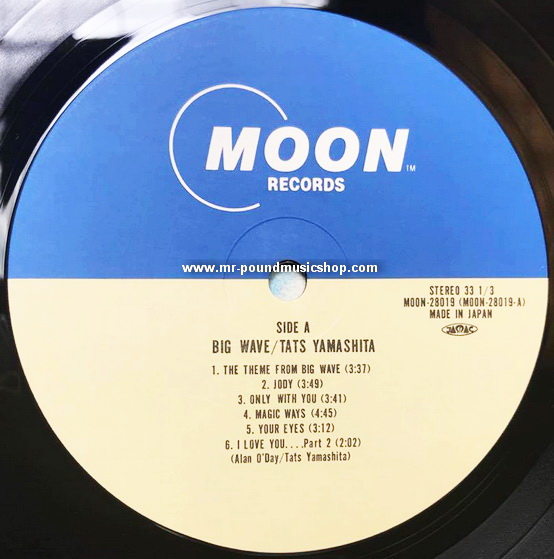 MOON TM
RECORDS
www.mr-poundmusicshop.com
STEREO 33 1/3
MOON-28019 (MOON-28019-A)
MADE IN JAPAN
JASRAC
SIDE A
BIG WAVE/TATS YAMASHITA
1. THE THEME FROM BIG WAVE (3:37)
2. JODY (3:49)
3. ONLY WITH YOU (3:41)
4. MAGIC WAYS (4:45)
5. YOUR EYES (3:12)
6. I LOVE YOU....Part 2 (2:02)
(Alan O'Day/Tats Yamashita)